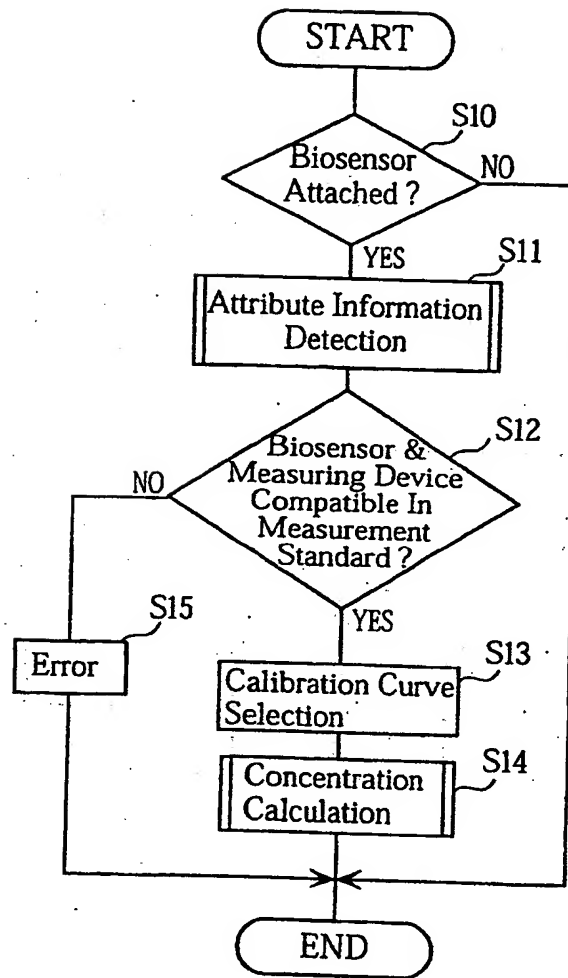 START
S10
Biosensor
Attached ?
NO
YES
S11
Attribute Information
Detection
S12
Biosensor &
Measuring Device
Compatible In
Measurement
Standard ?
NO
YES
S15
Error
S13
Calibration Curve
Selection
S14
Concentration
Calculation
END